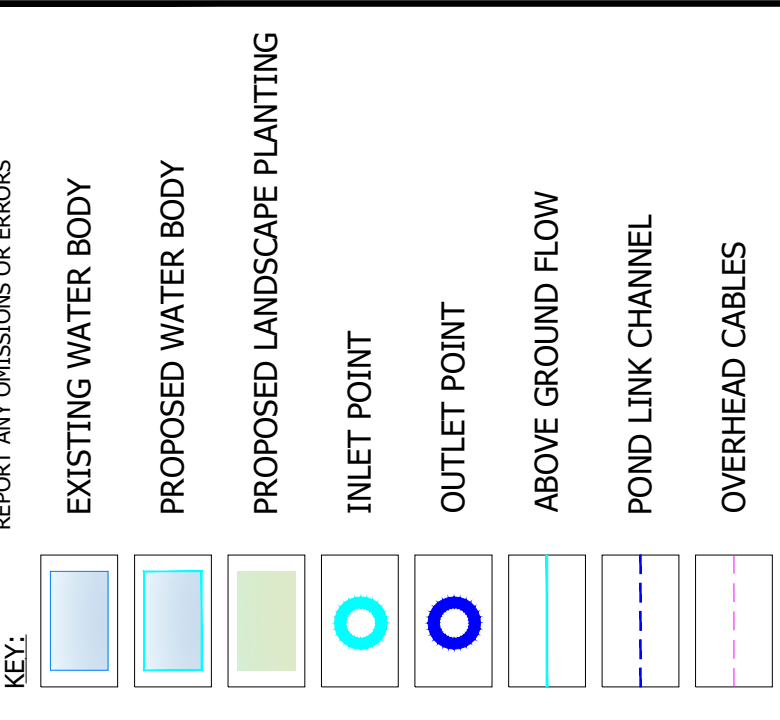 REPORT ANY OMISSIONS OR ERRORS
KEY:
EXISTING WATER BODY
PROPOSED WATER BODY
PROPOSED LANDSCAPE PLANTING
INLET POINT
OUTLET POINT
ABOVE GROUND FLOW
POND LINK CHANNEL
OVERHEAD CABLES